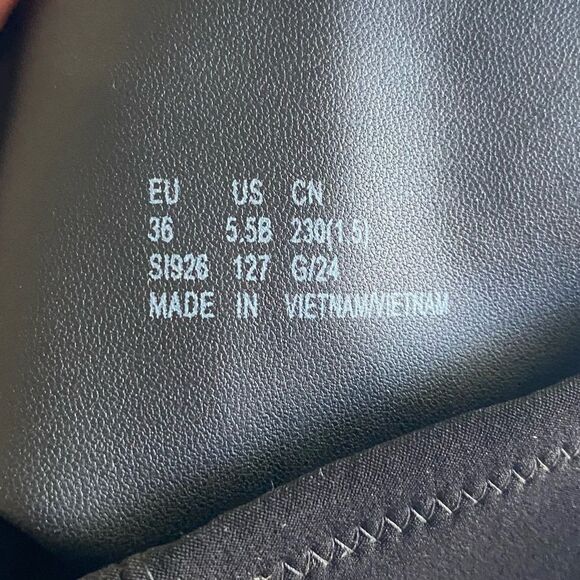 EU US CN
36 5.5B 230(1.5)
SI926 127 G/24
MADE IN VIETNAM/VIETNAM